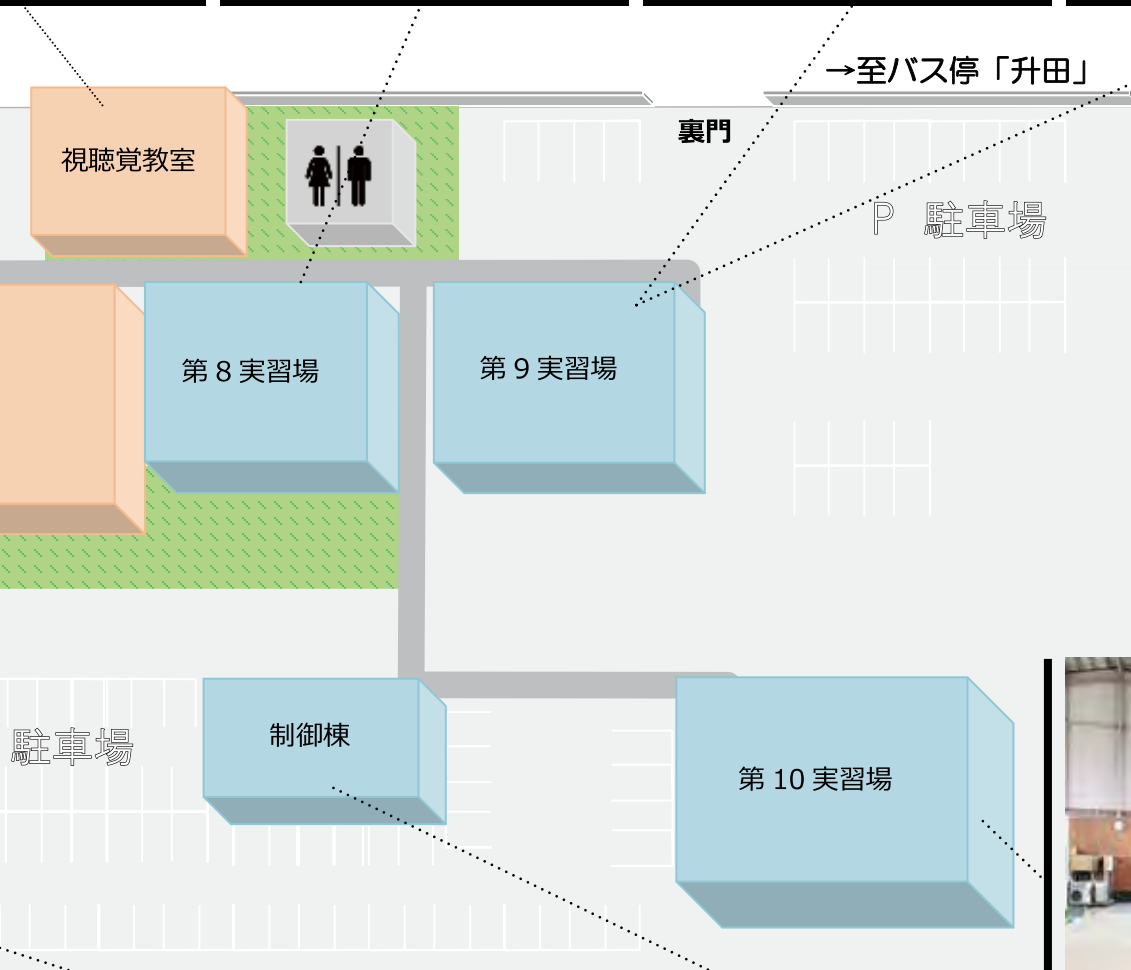 →至バス停「升田」
裏門
視聴覚教室
P 駐車場
第８実習場
第９実習場
制御棟
駐車場
第 10 実習場